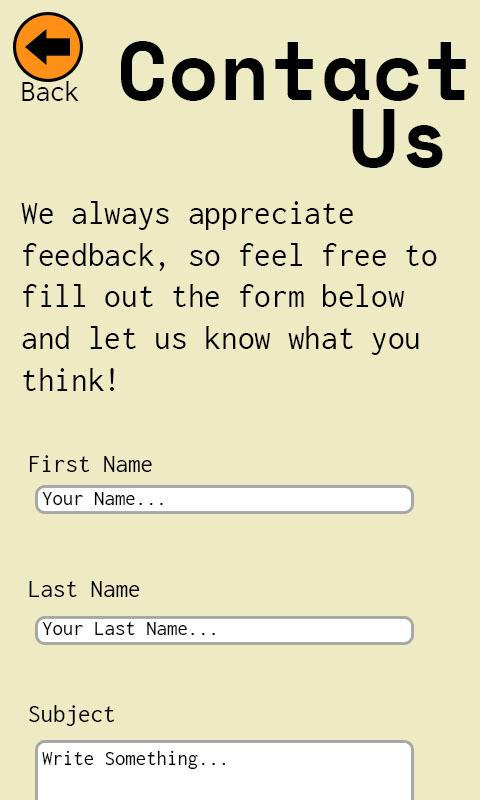 Back
Contact
Us
We always appreciate
feedback, so feel free to
fill out the form below
and let us know what you
think!
First Name
Your Name...
Last Name
Your Last Name...
Subject
Write Something...